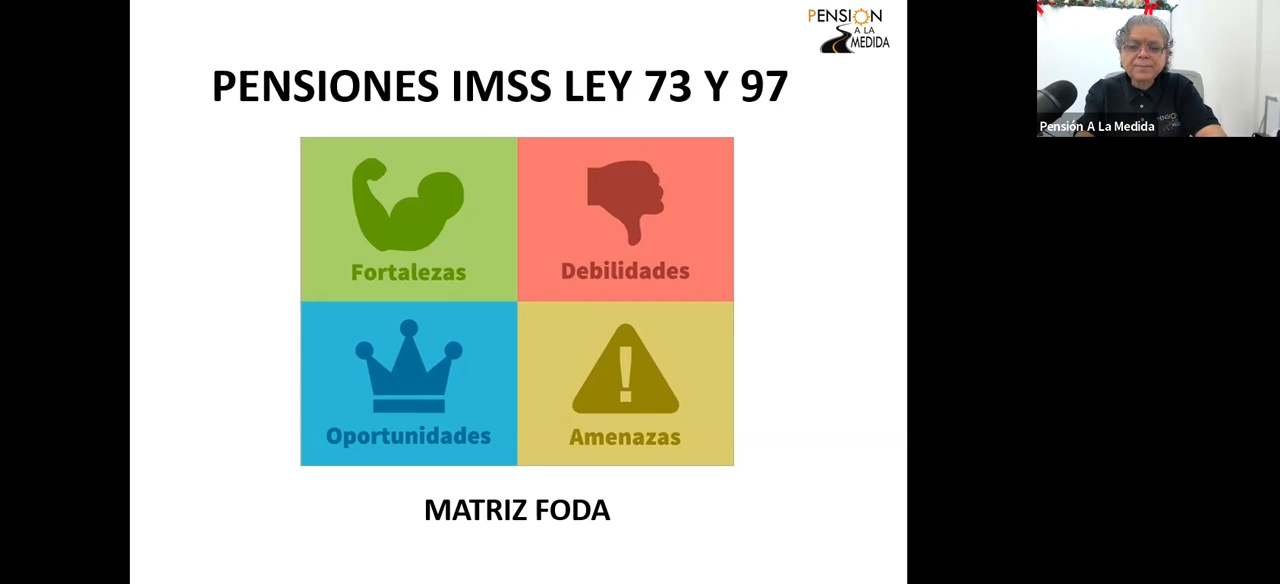 PENSION
A LA
MEDIDA
PENSIONES IMSS LEY 73 Y 97
Fortalezas
Debilidades
Oportunidades
Amenazas
MATRIZ FODA
Pensión A La Medida